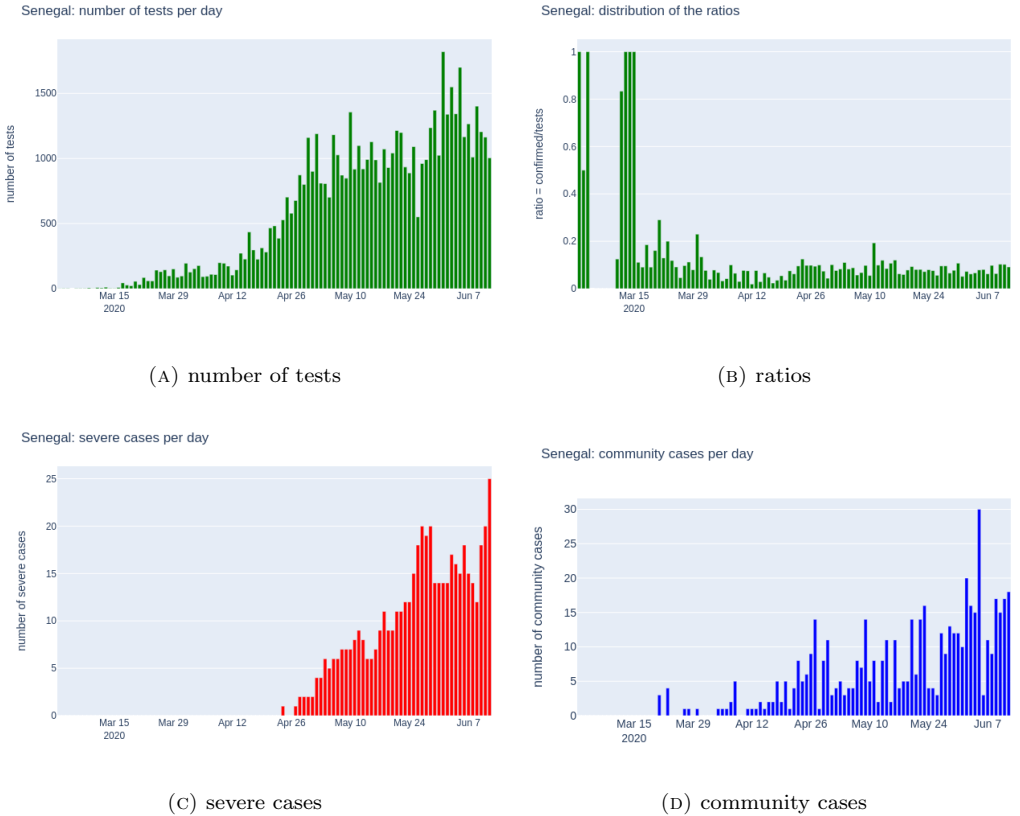 Senegal: number of tests per day
number of tests
1500
1000
500
0
Mar 15 Mar 29 Apr 12 Apr 26 May 10 May 24 Jun 7
2020
(A) number of tests
Senegal: distribution of the ratios
ratio = confirmed/tests
1
0.8
0.6
0.4
0.2
0
Mar 15 Mar 29 Apr 12 Apr 26 May 10 May 24 Jun 7
2020
(B) ratios
Senegal: severe cases per day
number of severe cases
25
20
15
10
5
0
Mar 15 Mar 29 Apr 12 Apr 26 May 10 May 24 Jun 7
2020
(C) severe cases
Senegal: community cases per day
number of community cases
30
25
20
15
10
5
0
Mar 15 Mar 29 Apr 12 Apr 26 May 10 May 24 Jun 7
2020
(D) community cases